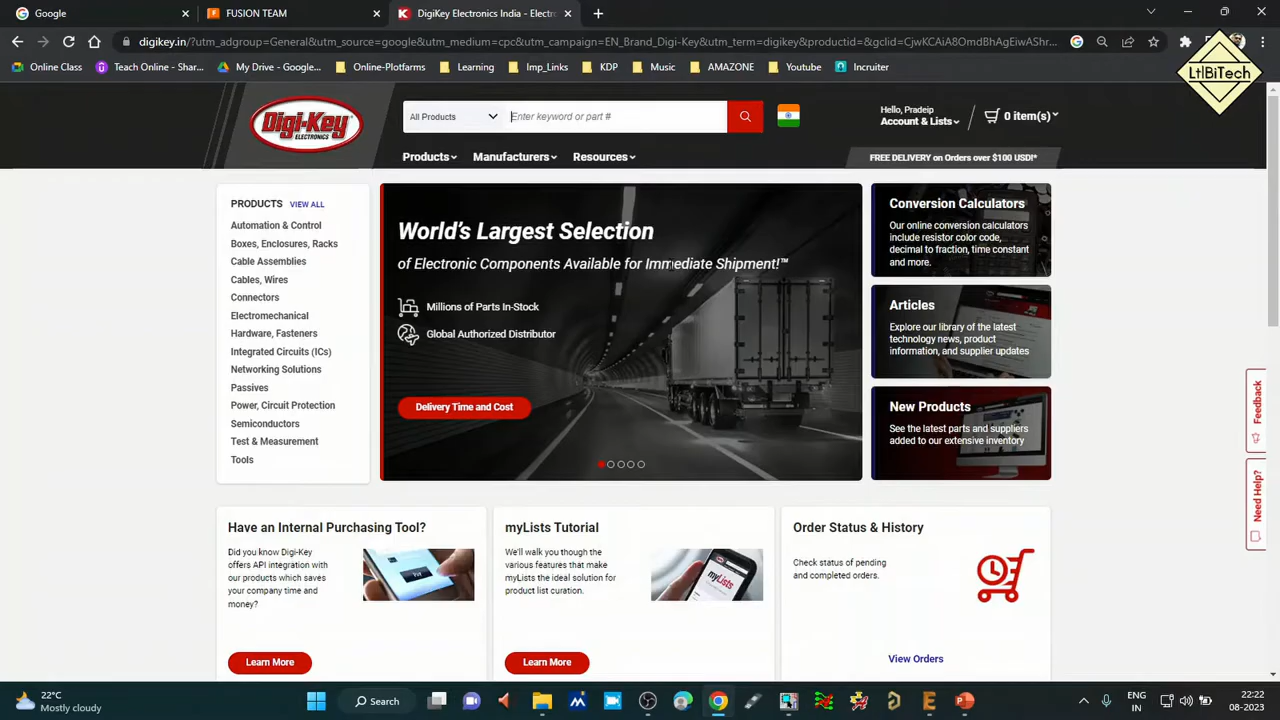 Google
FUSION TEAM
DigiKey Electronics India - Electro
digikey.in/?utm_adgroup=General&utm_source=google&utm_medium=cpc&utm_campaign=EN_Brand_Digi-Key&utm_term=digikey&productid=&gclid=CjwKCAiA8OmdBhAgEiwAShr...
Online Class
Teach Online - Shar...
My Drive - Google...
Online-Platfarms
Learning
Imp_Links
KDP
Music
AMAZONE
Youtube
Incruiter
LtlBiTech
Digi-Key
ELECTRONICS
All Products
Enter keyword or part #
Hello, Pradeip
Account & Lists
0 item(s)
Products
Manufacturers
Resources
FREE DELIVERY on Orders over $100 USD!*
PRODUCTS VIEW ALL
Automation & Control
Boxes, Enclosures, Racks
Cable Assemblies
Cables, Wires
Connectors
Electromechanical
Hardware, Fasteners
Integrated Circuits (ICs)
Networking Solutions
Passives
Power, Circuit Protection
Semiconductors
Test & Measurement
Tools
World's Largest Selection
of Electronic Components Available for Immediate Shipment!™
Millions of Parts In-Stock
Global Authorized Distributor
Delivery Time and Cost
Conversion Calculators
Our online conversion calculators
include resistor color code,
decimal to fraction, time constant
and more.
Articles
Explore our library of the latest
technology news, product
information, and supplier updates
New Products
See the latest parts and suppliers
added to our extensive inventory
Feedback
Need Help?
Have an Internal Purchasing Tool?
Did you know Digi-Key
offers API integration with
our products which saves
your company time and
money?
Learn More
myLists Tutorial
We'll walk you though the
various features that make
myLists the ideal solution for
product list curation.
myLists
Learn More
Order Status & History
Check status of pending
and completed orders.
View Orders
22°C
Mostly cloudy
Search
ENG
IN
22:22
08-2023